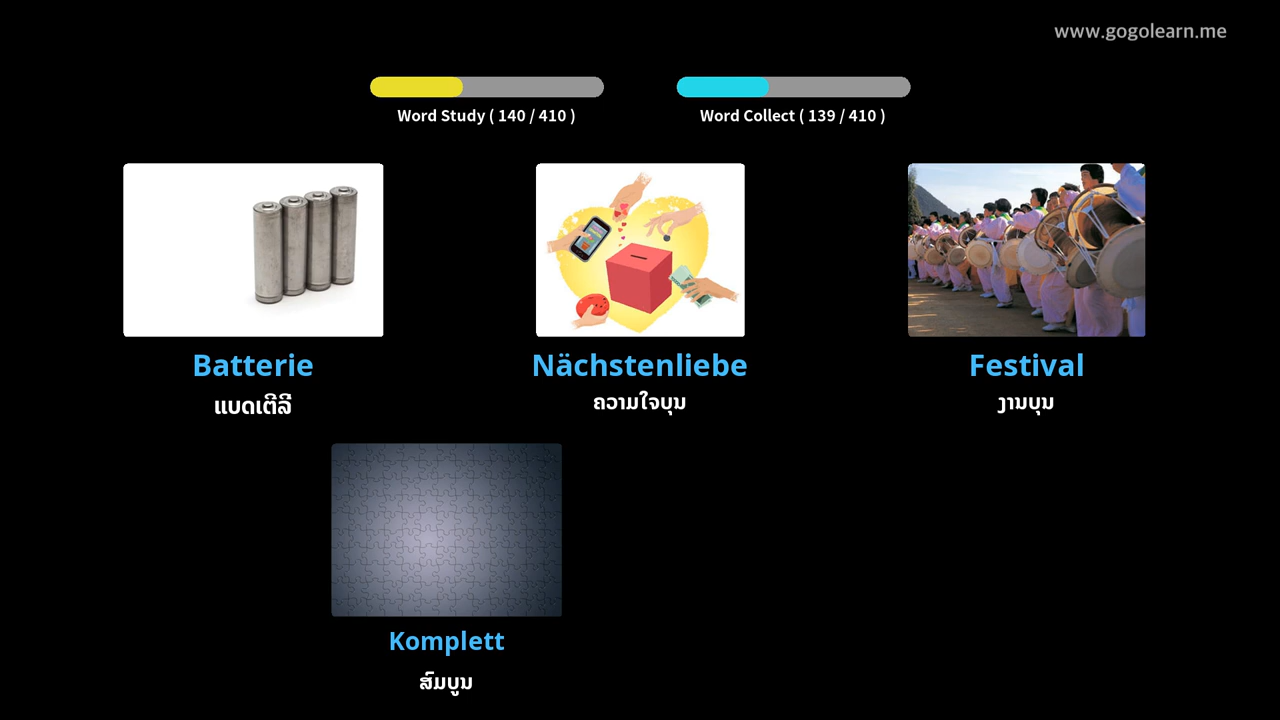 www.gogolearn.me
Word Study ( 140 / 410 )
Word Collect ( 139 / 410 )
Batterie
ແບດເຕີລີ
Nächstenliebe
ຄວາມໃຈບຸນ
Festival
ງານບຸນ
Komplett
ສົມບູນ